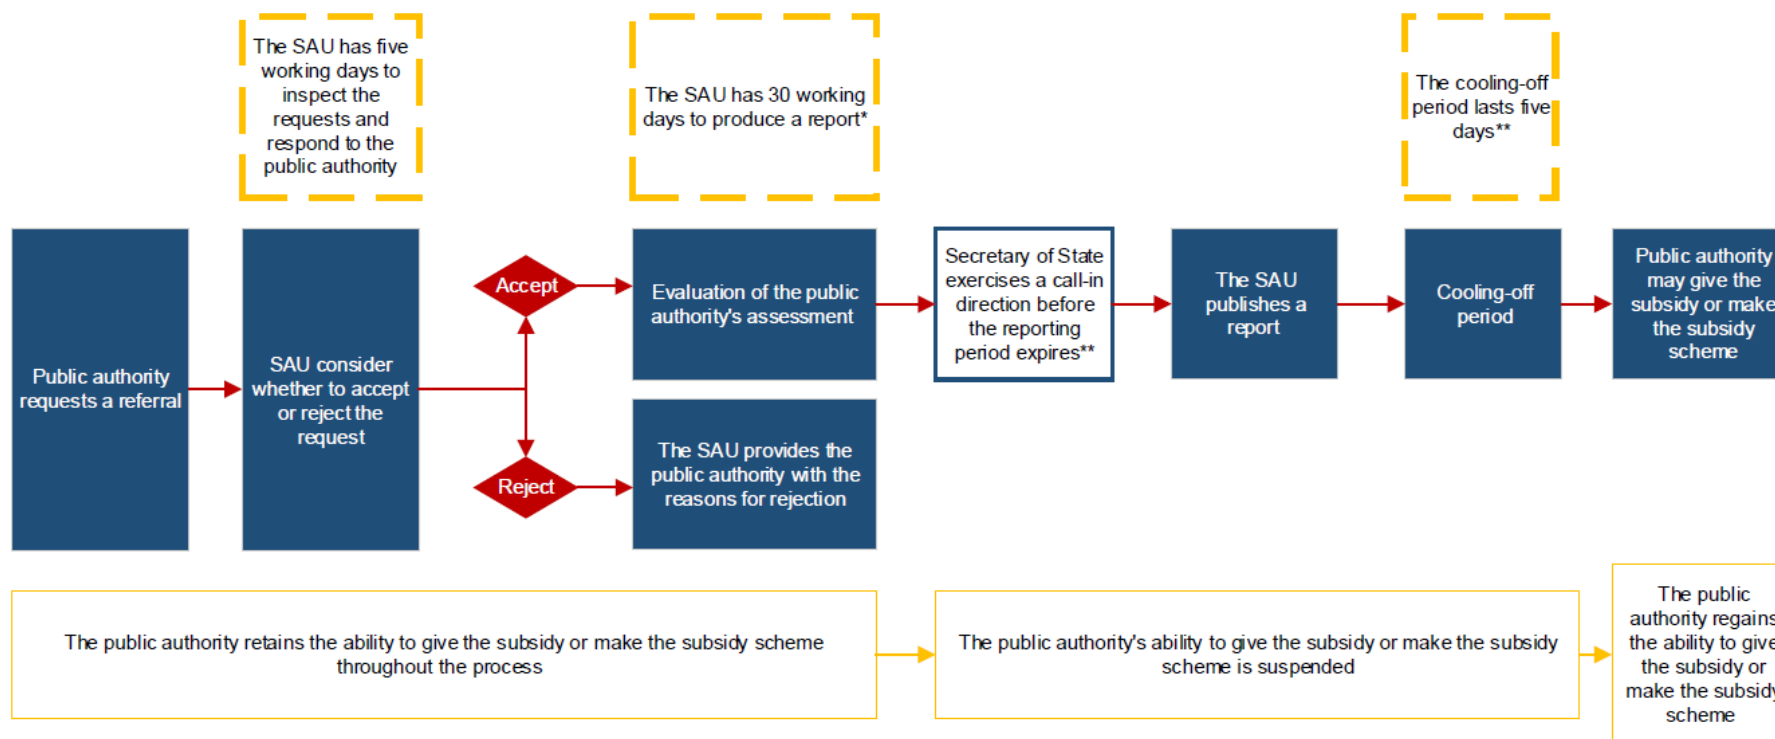 The SAU has five
working days to
inspect the
requests and
respond to the
public authority
The SAU has 30 working
days to produce a report*
The cooling-off
period lasts five
days**
Public authority
requests a referral
SAU consider
whether to accept
or reject the
request
Accept
Reject
Evaluation of the public
authority's assessment
The SAU provides the
public authority with the
reasons for rejection
Secretary of State
exercises a call-in
direction before
the reporting
period expires**
The SAU
publishes a
report
Cooling-off
period
Public authority
may give the
subsidy or make
the subsidy
scheme
The public authority retains the ability to give the subsidy or make the subsidy scheme
throughout the process
The public authority's ability to give the subsidy or make the subsidy
scheme is suspended
The public
authority regains
the ability to give
the subsidy or
make the subsidy
scheme